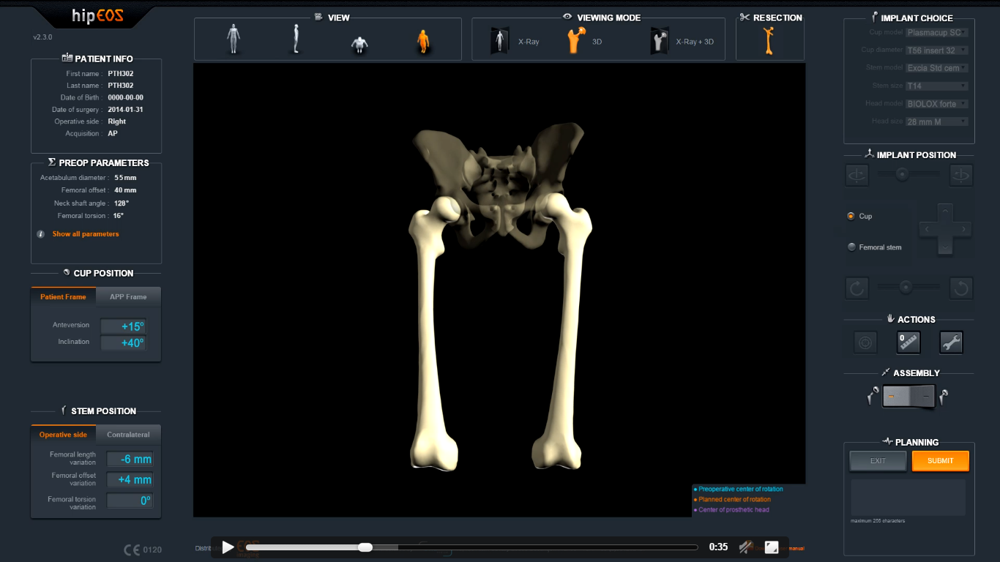 hipEOS
v2.3.0
PATIENT INFO
First name : PTH302
Last name : PTH302
Date of Birth : 0000-00-00
Date of surgery : 2014-01-31
Operative side : Right
Acquisition : AP
PREOP PARAMETERS
Acetabulum diameter : 55 mm
Femoral offset : 40 mm
Neck shaft angle : 128°
Femoral torsion : 16°
Show all parameters
CUP POSITION
Patient Frame APP Frame
Anteversion +15°
Inclination +40°
STEM POSITION
Operative side Contralateral
Femoral length variation -6 mm
Femoral offset variation +4 mm
Femoral torsion variation 0°
CE 0120
VIEW
VIEWING MODE
X-Ray 3D X-Ray + 3D
RESECTION
Preoperative center of rotation
Planned center of rotation
Center of prosthetic head
0:35
manual
IMPLANT CHOICE
Cup model Plasmacup SC
Cup diameter T56 insert 32
Stem model Excia Std cem
Stem size T14
Head model BIOLOX forte
Head size 28 mm M
IMPLANT POSITION
Cup
Femoral stem
ACTIONS
0
ASSEMBLY
PLANNING
EXIT SUBMIT
maximum 256 characters